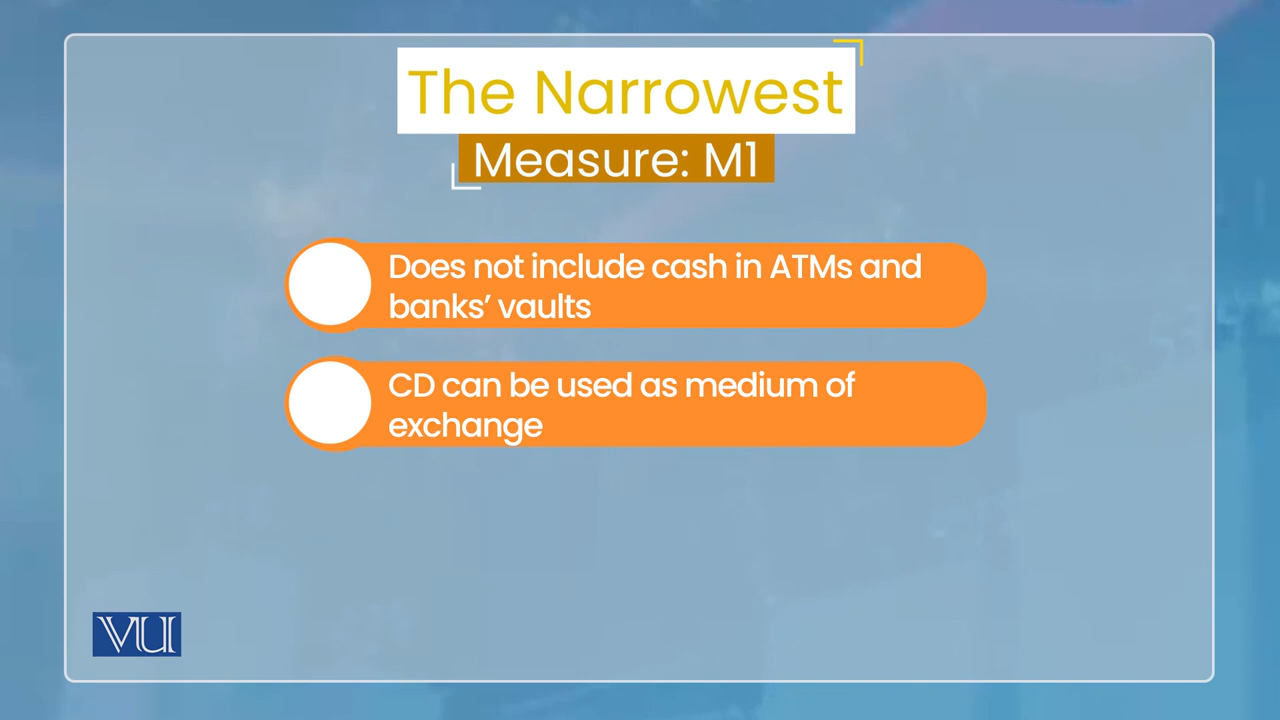 The Narrowest
Measure: M1
Does not include cash in ATMs and
banks’ vaults
CD can be used as medium of
exchange
VU